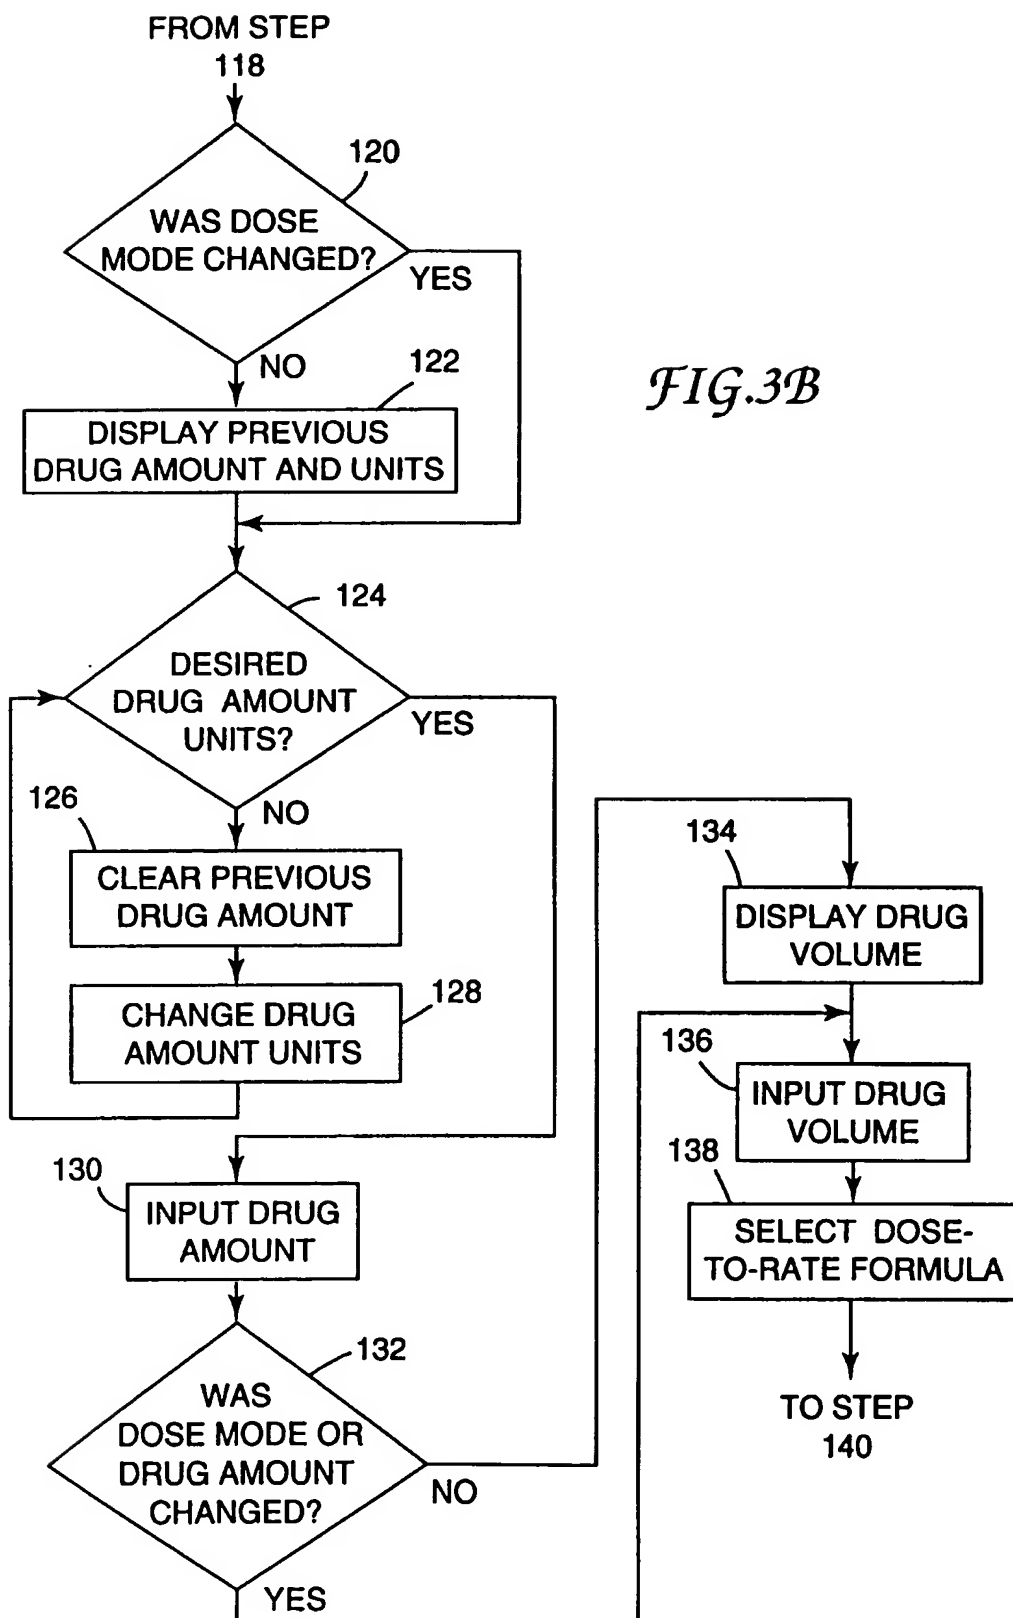 FROM STEP
118
120
WAS DOSE
MODE CHANGED?
YES
NO
122
FIG.3B
DISPLAY PREVIOUS
DRUG AMOUNT AND UNITS
124
DESIRED
DRUG AMOUNT
UNITS?
YES
NO
126
CLEAR PREVIOUS
DRUG AMOUNT
128
CHANGE DRUG
AMOUNT UNITS
130
INPUT DRUG
AMOUNT
132
WAS
DOSE MODE OR
DRUG AMOUNT
CHANGED?
NO
YES
134
DISPLAY DRUG
VOLUME
136
INPUT DRUG
VOLUME
138
SELECT DOSE-
TO-RATE FORMULA
TO STEP
140